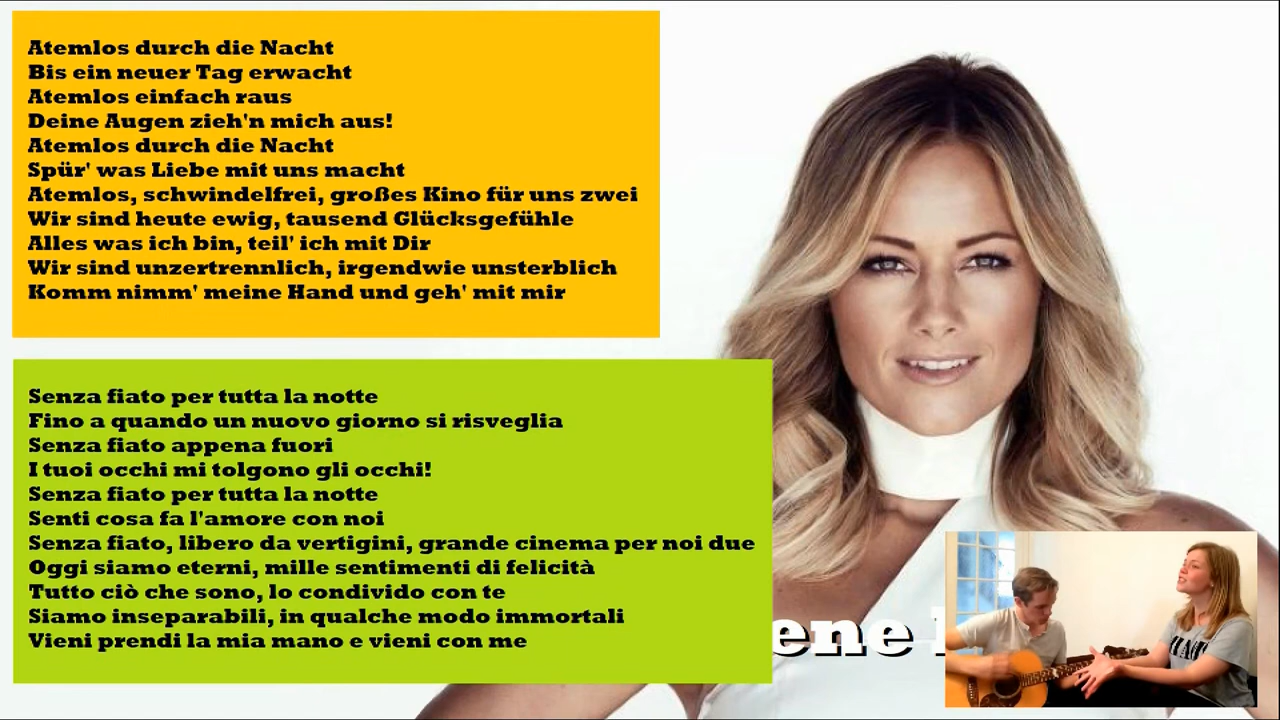 Atemlos durch die Nacht
Bis ein neuer Tag erwacht
Atemlos einfach raus
Deine Augen zieh'n mich aus!
Atemlos durch die Nacht
Spür' was Liebe mit uns macht
Atemlos, schwindelfrei, großes Kino für uns zwei
Wir sind heute ewig, tausend Glücksgefühle
Alles was ich bin, teil' ich mit Dir
Wir sind unzertrennlich, irgendwie unsterblich
Komm nimm' meine Hand und geh' mit mir
Senza fiato per tutta la notte
Fino a quando un nuovo giorno si risveglia
Senza fiato appena fuori
I tuoi occhi mi tolgono gli occhi!
Senza fiato per tutta la notte
Senti cosa fa l'amore con noi
Senza fiato, libero da vertigini, grande cinema per noi due
Oggi siamo eterni, mille sentimenti di felicità
Tutto ciò che sono, lo condivido con te
Siamo inseparabili, in qualche modo immortali
Vieni prendi la mia mano e vieni con me
ene